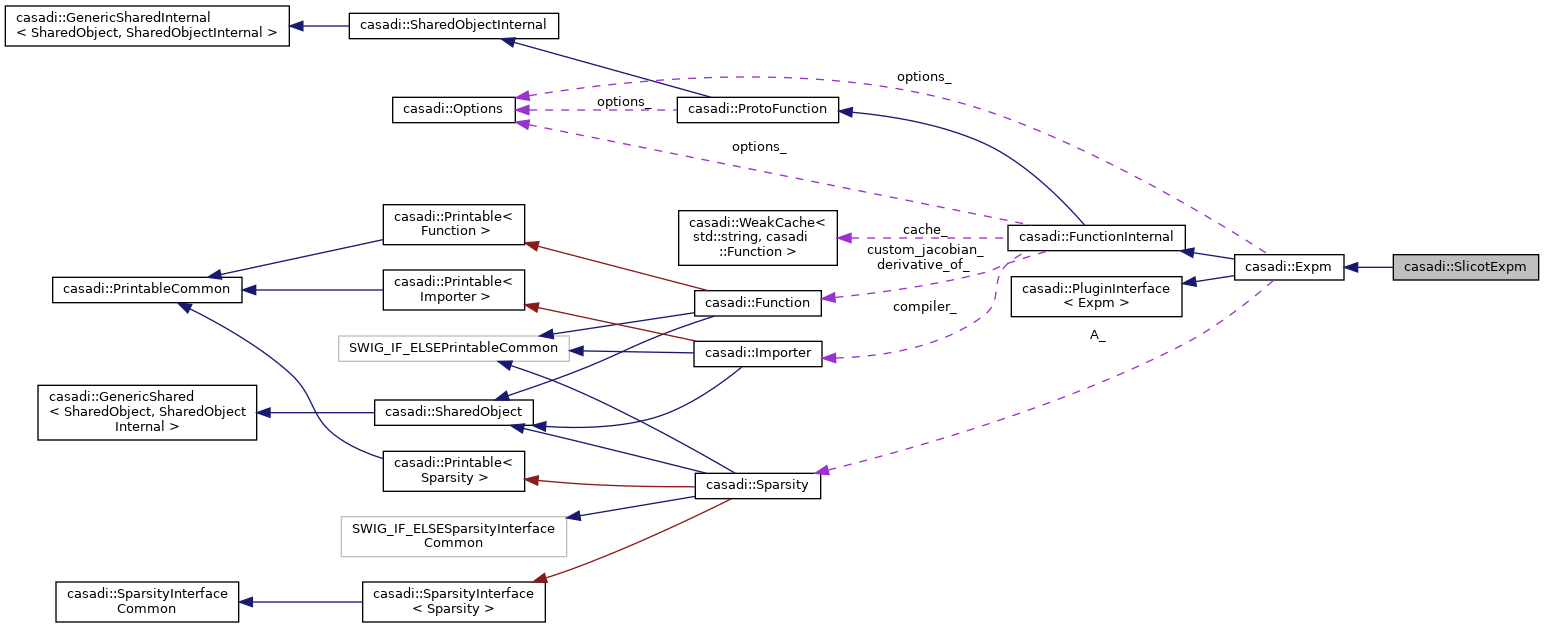 casadi::GenericSharedInternal
< SharedObject, SharedObjectInternal >
casadi::SharedObjectInternal
options_
casadi::Options
options_
casadi::ProtoFunction
options_
casadi::Printable<
Function >
casadi::WeakCache<
std::string, casadi
::Function >
cache_
casadi::FunctionInternal
custom_jacobian_
derivative_of_
casadi::Expm
casadi::SlicotExpm
casadi::PrintableCommon
casadi::Printable<
Importer >
casadi::Function
compiler_
casadi::PluginInterface
< Expm >
A_
SWIG_IF_ELSEPrintableCommon
casadi::Importer
casadi::GenericShared
< SharedObject, SharedObject
Internal >
casadi::SharedObject
casadi::Printable<
Sparsity >
casadi::Sparsity
SWIG_IF_ELSESparsityInterface
Common
casadi::SparsityInterface
Common
casadi::SparsityInterface
< Sparsity >